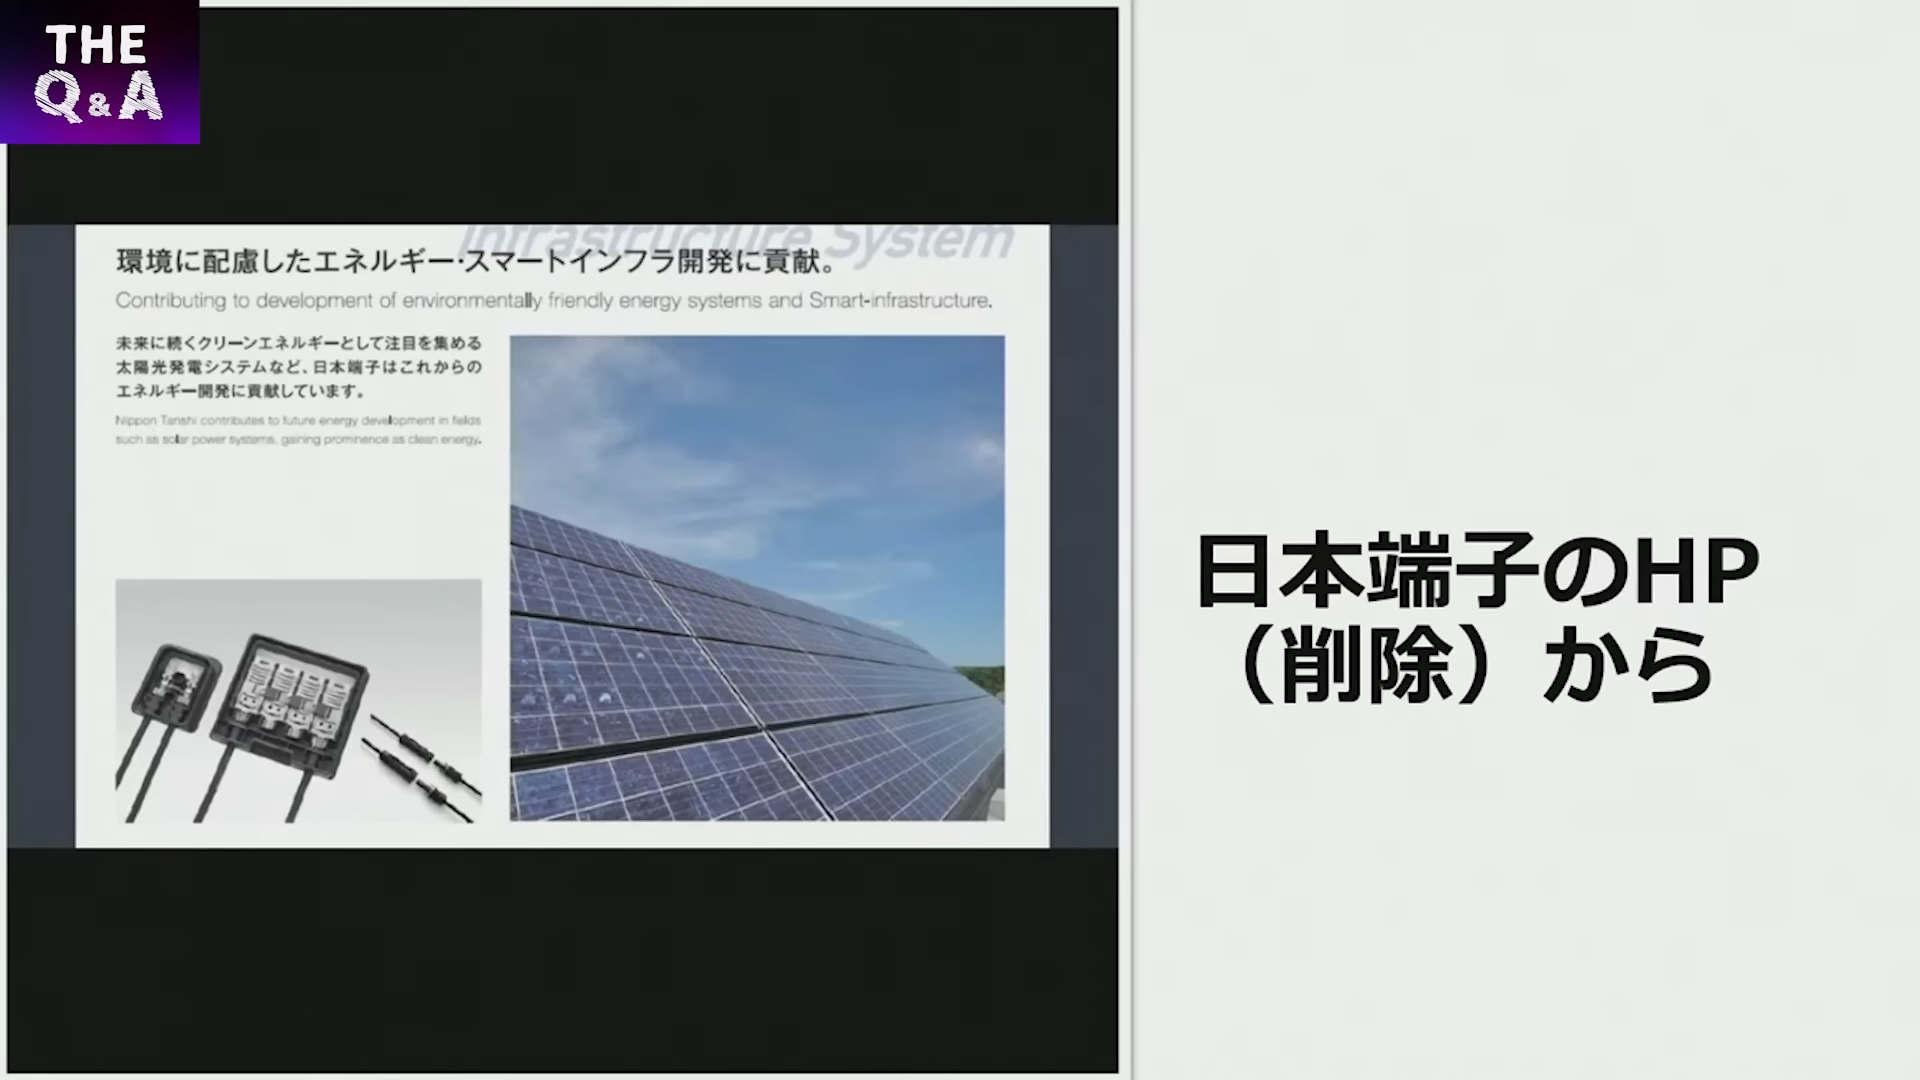 THE
Q&A
Infrastructure System
環境に配慮したエネルギー・スマートインフラ開発に貢献。
Contributing to development of environmentally friendly energy systems and Smart-infrastructure.
未来に続くクリーンエネルギーとして注目を集める
太陽光発電システムなど、日本端子はこれからの
エネルギー開発に貢献しています。
Nippon Tanshi contributes to future energy development in fields
such as solar power systems, gaining prominence as clean energy.
日本端子のHP
（削除）から